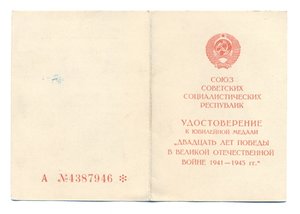 А №4387946 *
СОЮЗ
СОВЕТСКИХ
СОЦИАЛИСТИЧЕСКИХ
РЕСПУБЛИК
УДОСТОВЕРЕНИЕ
К ЮБИЛЕЙНОЙ МЕДАЛИ
„ДВАДЦАТЬ ЛЕТ ПОБЕДЫ
В ВЕЛИКОЙ ОТЕЧЕСТВЕННОЙ
ВОЙНЕ 1941—1945 гг."